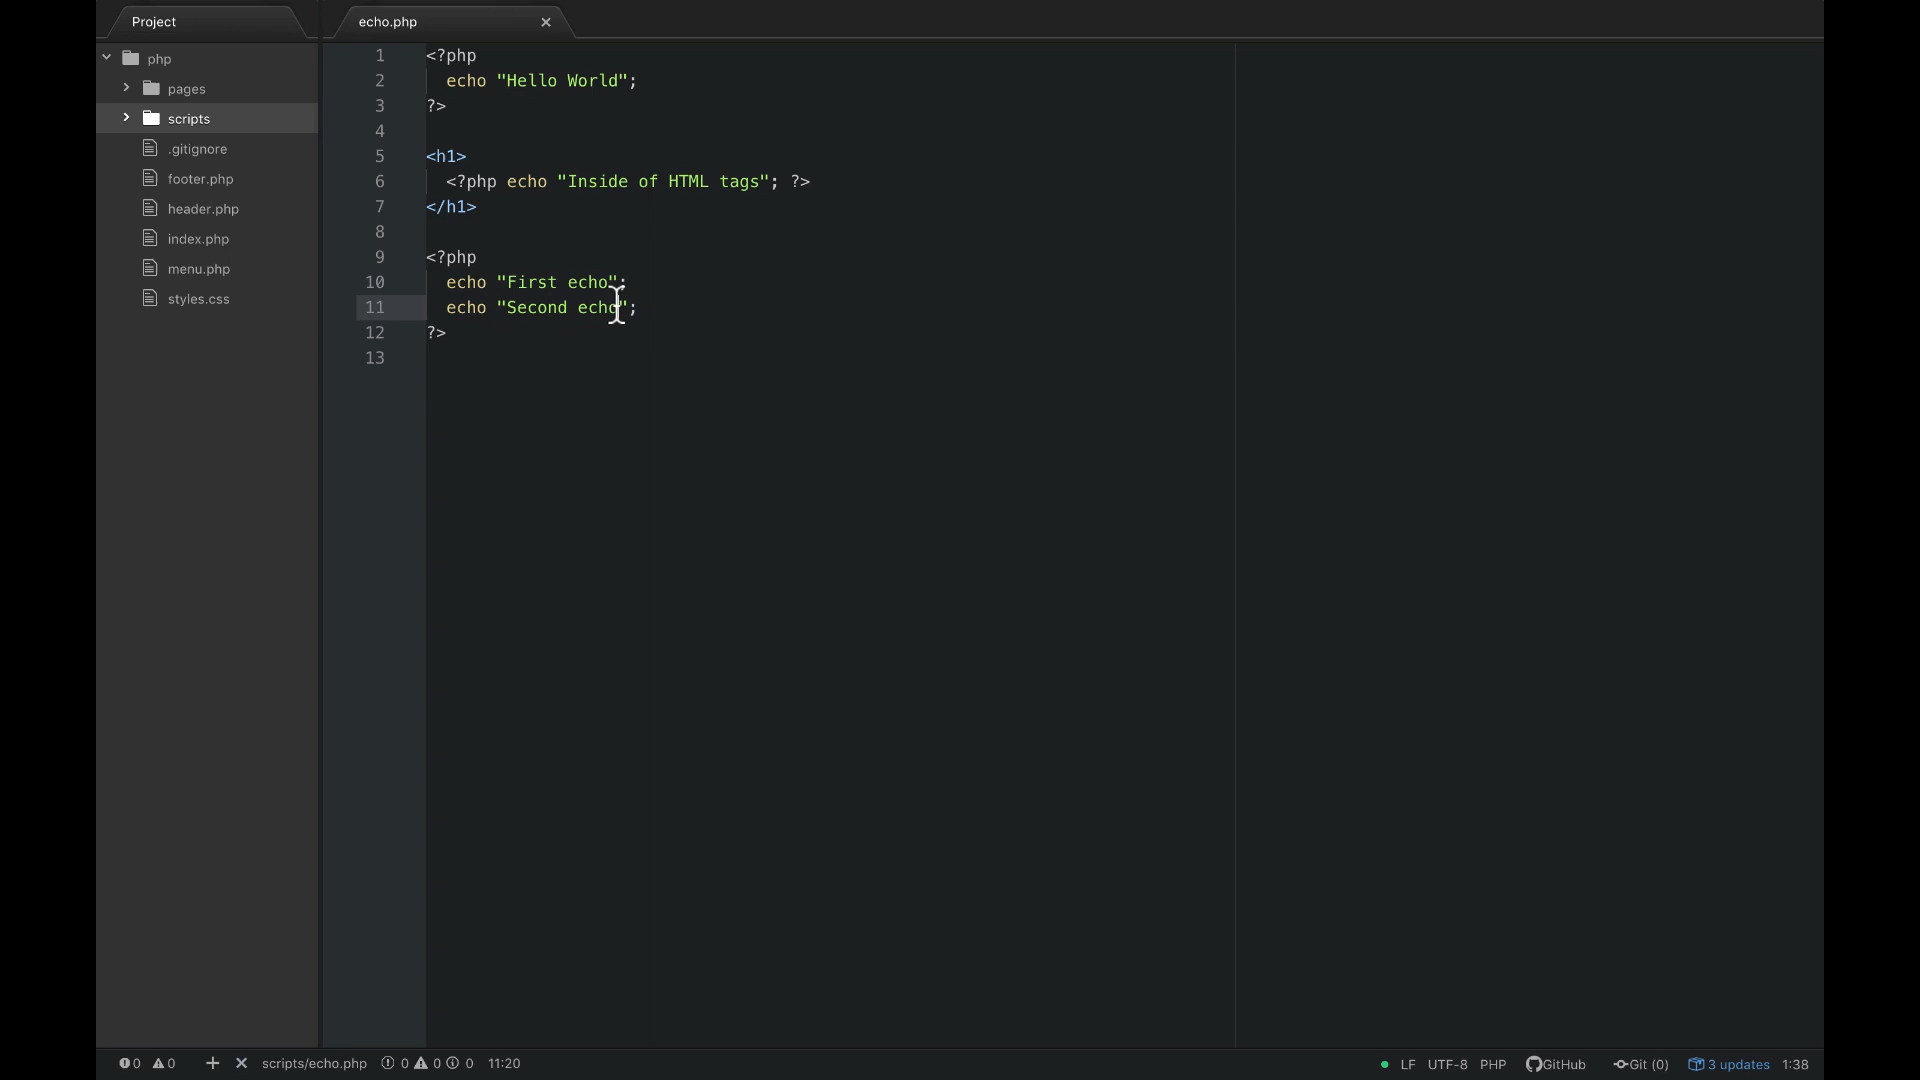 Project
echo.php
php
pages
scripts
.gitignore
footer.php
header.php
index.php
menu.php
styles.css
1 <?php
2 echo "Hello World";
3 ?>
4
5 <h1>
6 <?php echo "Inside of HTML tags"; ?>
7 </h1>
8
9 <?php
10 echo "First echo";
11 echo "Second echo";
12 ?>
13
0 0 + × scripts/echo.php 0 0 0 11:20 LF UTF-8 PHP GitHub Git (0) 3 updates 1:38